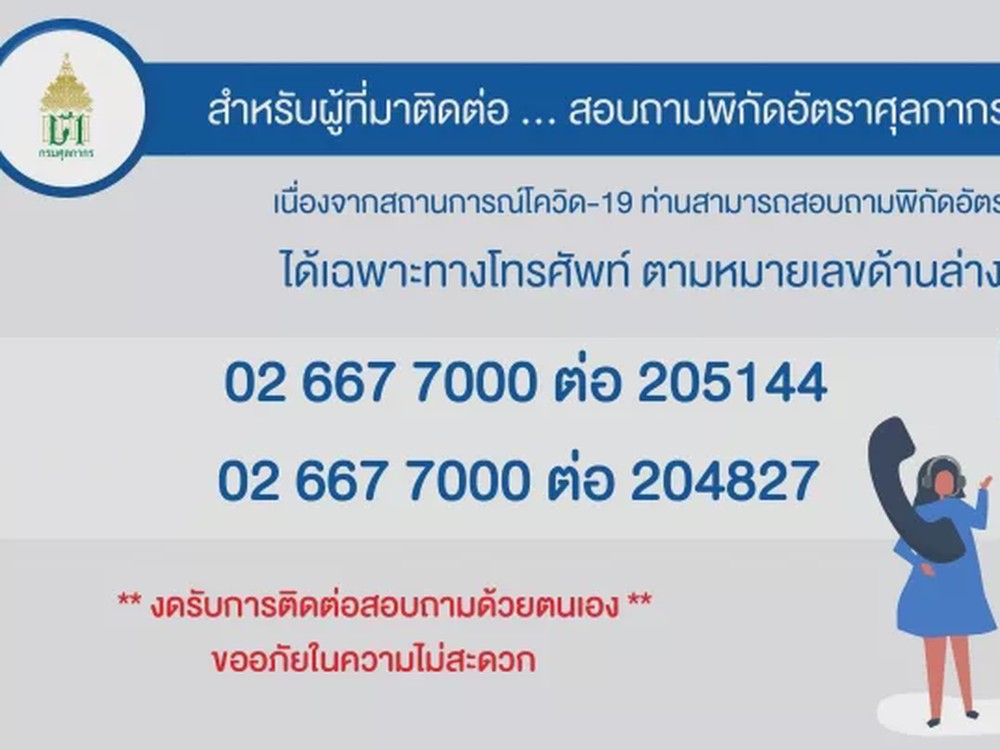 กรมศุลกากร
สำหรับผู้ที่มาติดต่อ ... สอบถามพิกัดอัตราศุลกากร
เนื่องจากสถานการณ์โควิด-19 ท่านสามารถสอบถามพิกัดอัตร
ได้เฉพาะทางโทรศัพท์ ตามหมายเลขด้านล่าง
02 667 7000 ต่อ 205144
02 667 7000 ต่อ 204827
** งดรับการติดต่อสอบถามด้วยตนเอง **
ขออภัยในความไม่สะดวก